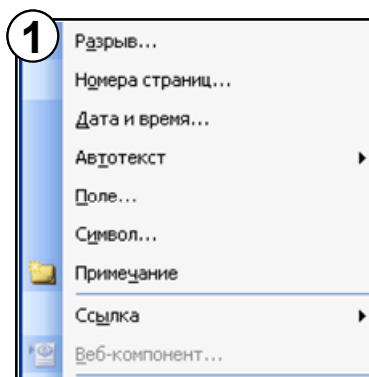 1
Разрыв...
Номера страниц...
Дата и время...
Автотекст
Поле...
Символ...
Примечание
Ссылка
Веб-компонент...